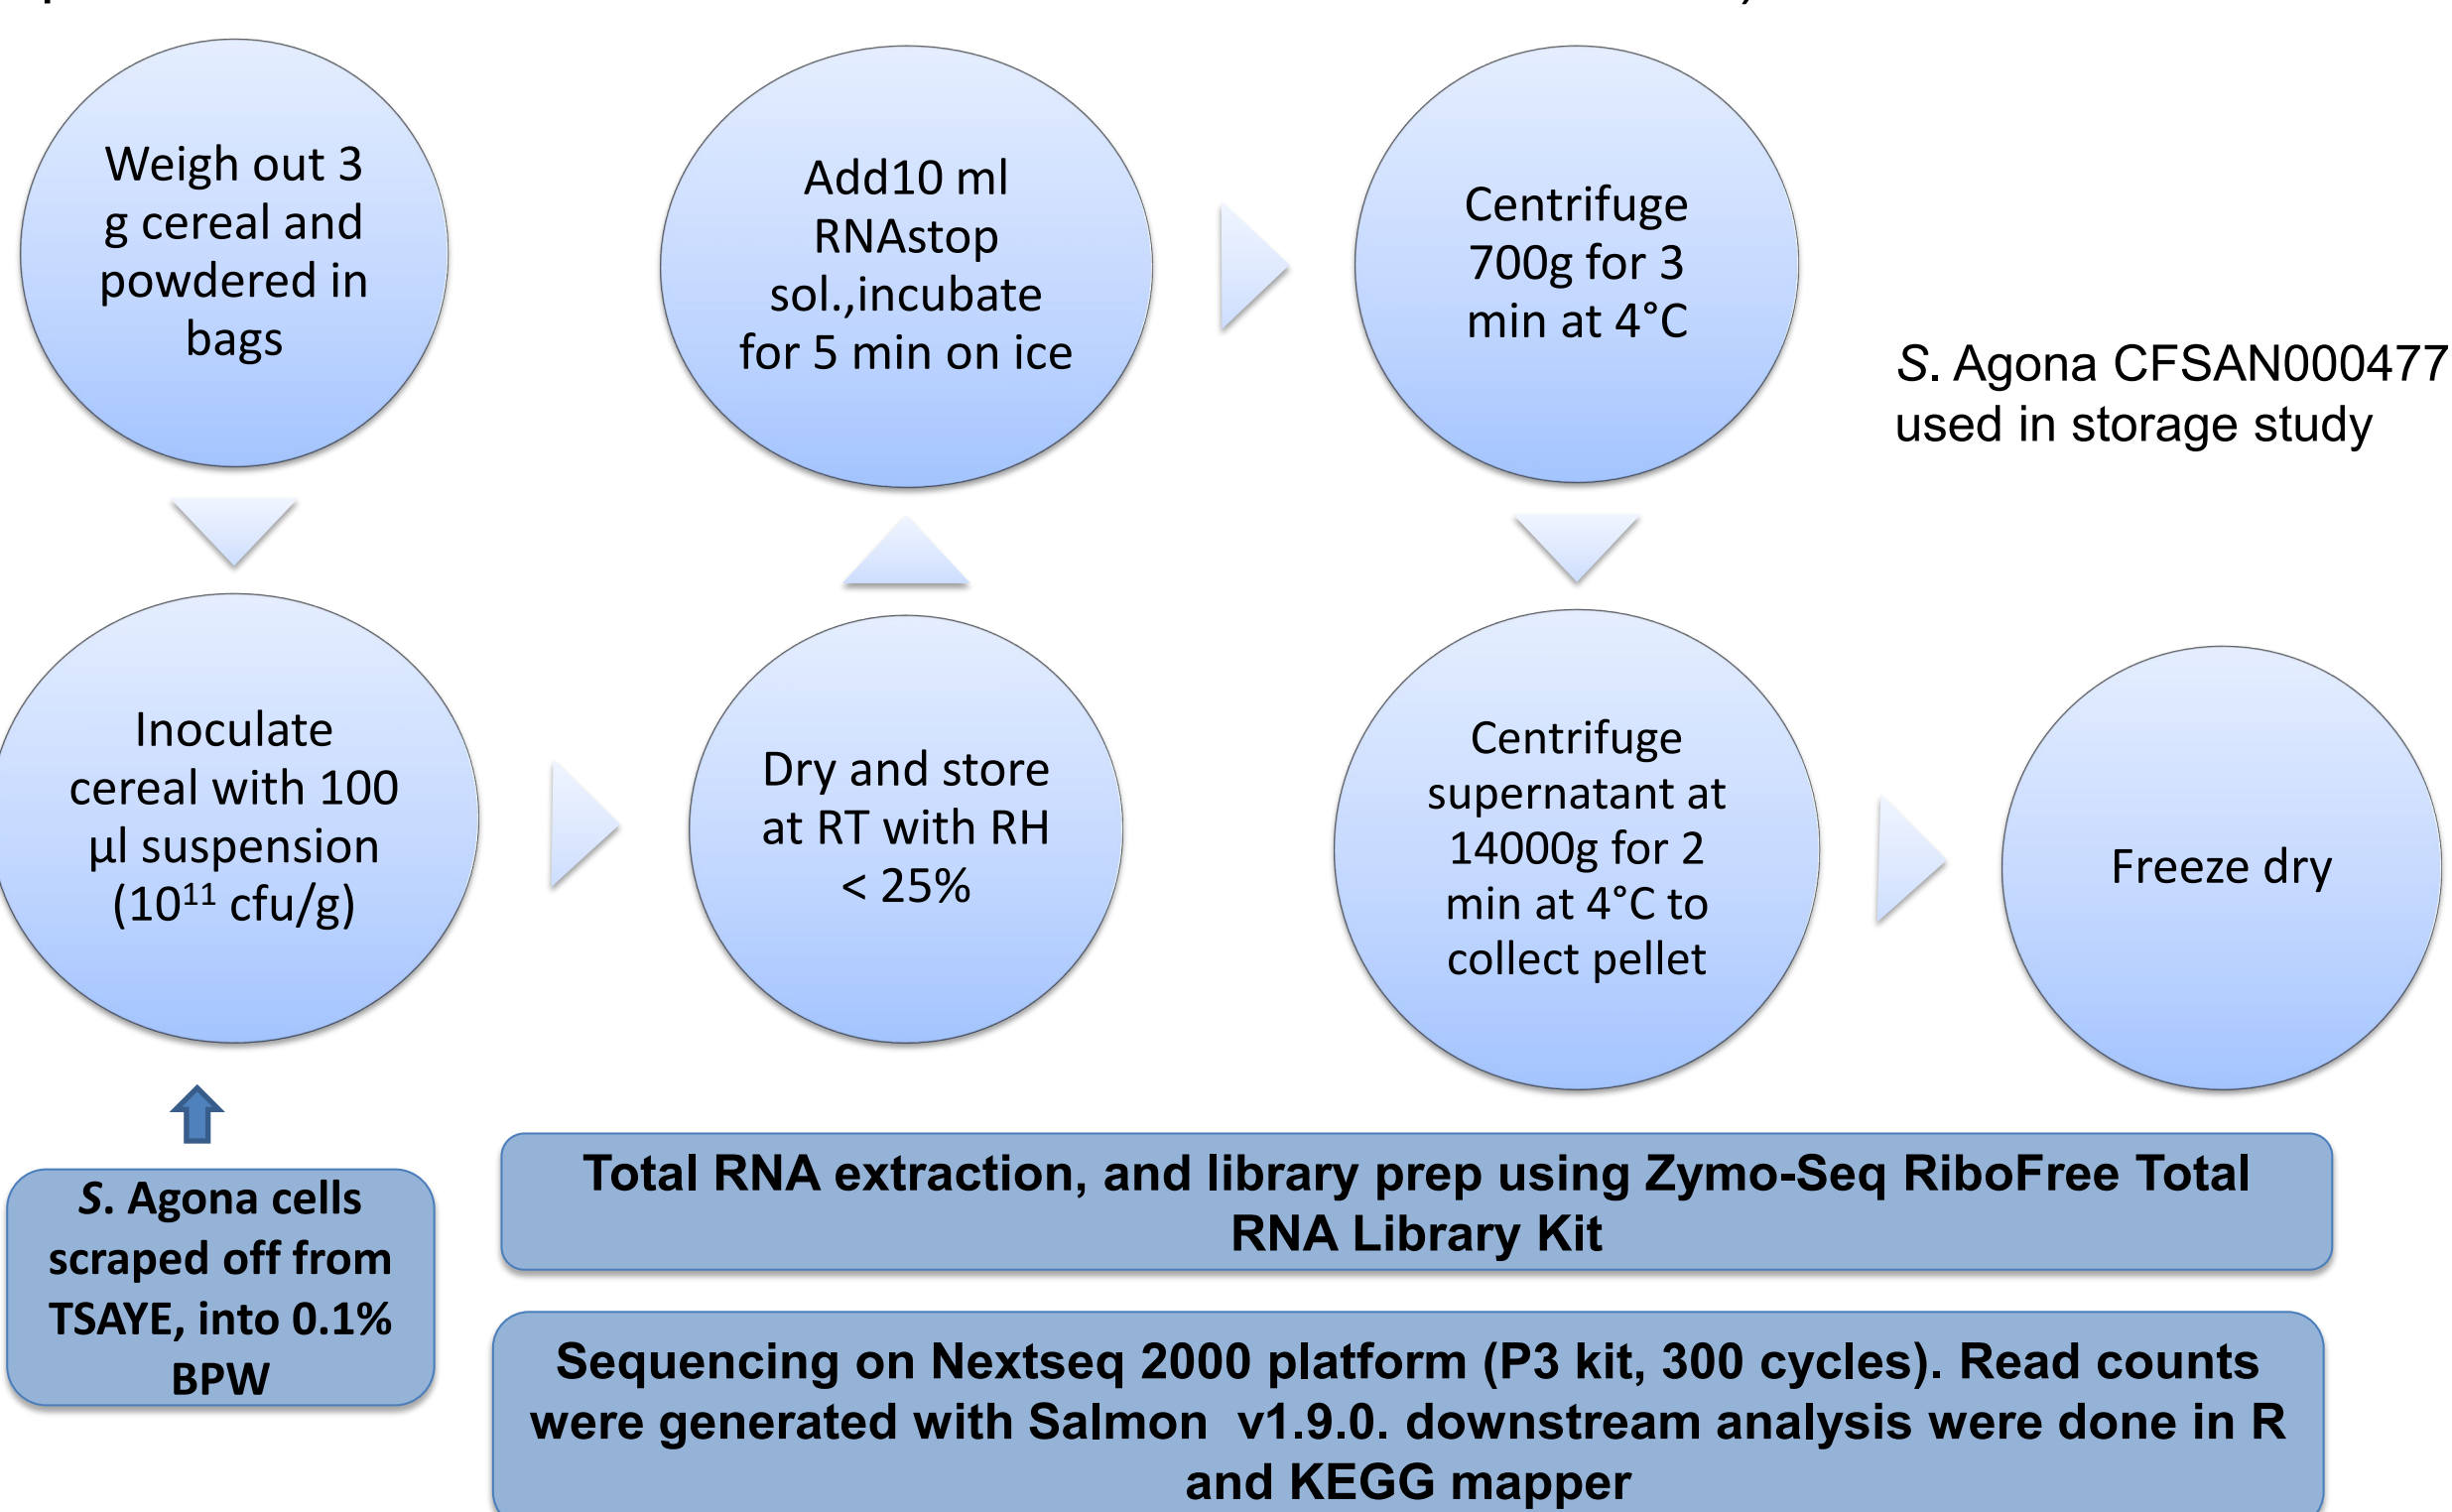 Weigh out 3
g cereal and
powdered in
bags
Inoculate
cereal with 100
µl suspension
(10¹¹ cfu/g)
S. Agona cells
scraped off from
TSAYE, into 0.1%
BPW
Dry and store
at RT with RH
< 25%
Add10 ml
RNAstop
sol.,incubate
for 5 min on ice
Centrifuge
700g for 3
min at 4°C
Centrifuge
supernatant at
14000g for 2
min at 4°C to
collect pellet
Freeze dry
S. Agona CFSAN000477
used in storage study
Total RNA extraction, and library prep using Zymo-Seq RiboFree Total
RNA Library Kit
Sequencing on Nextseq 2000 platform (P3 kit, 300 cycles). Read counts
were generated with Salmon  v1.9.0. downstream analysis were done in R
and KEGG mapper